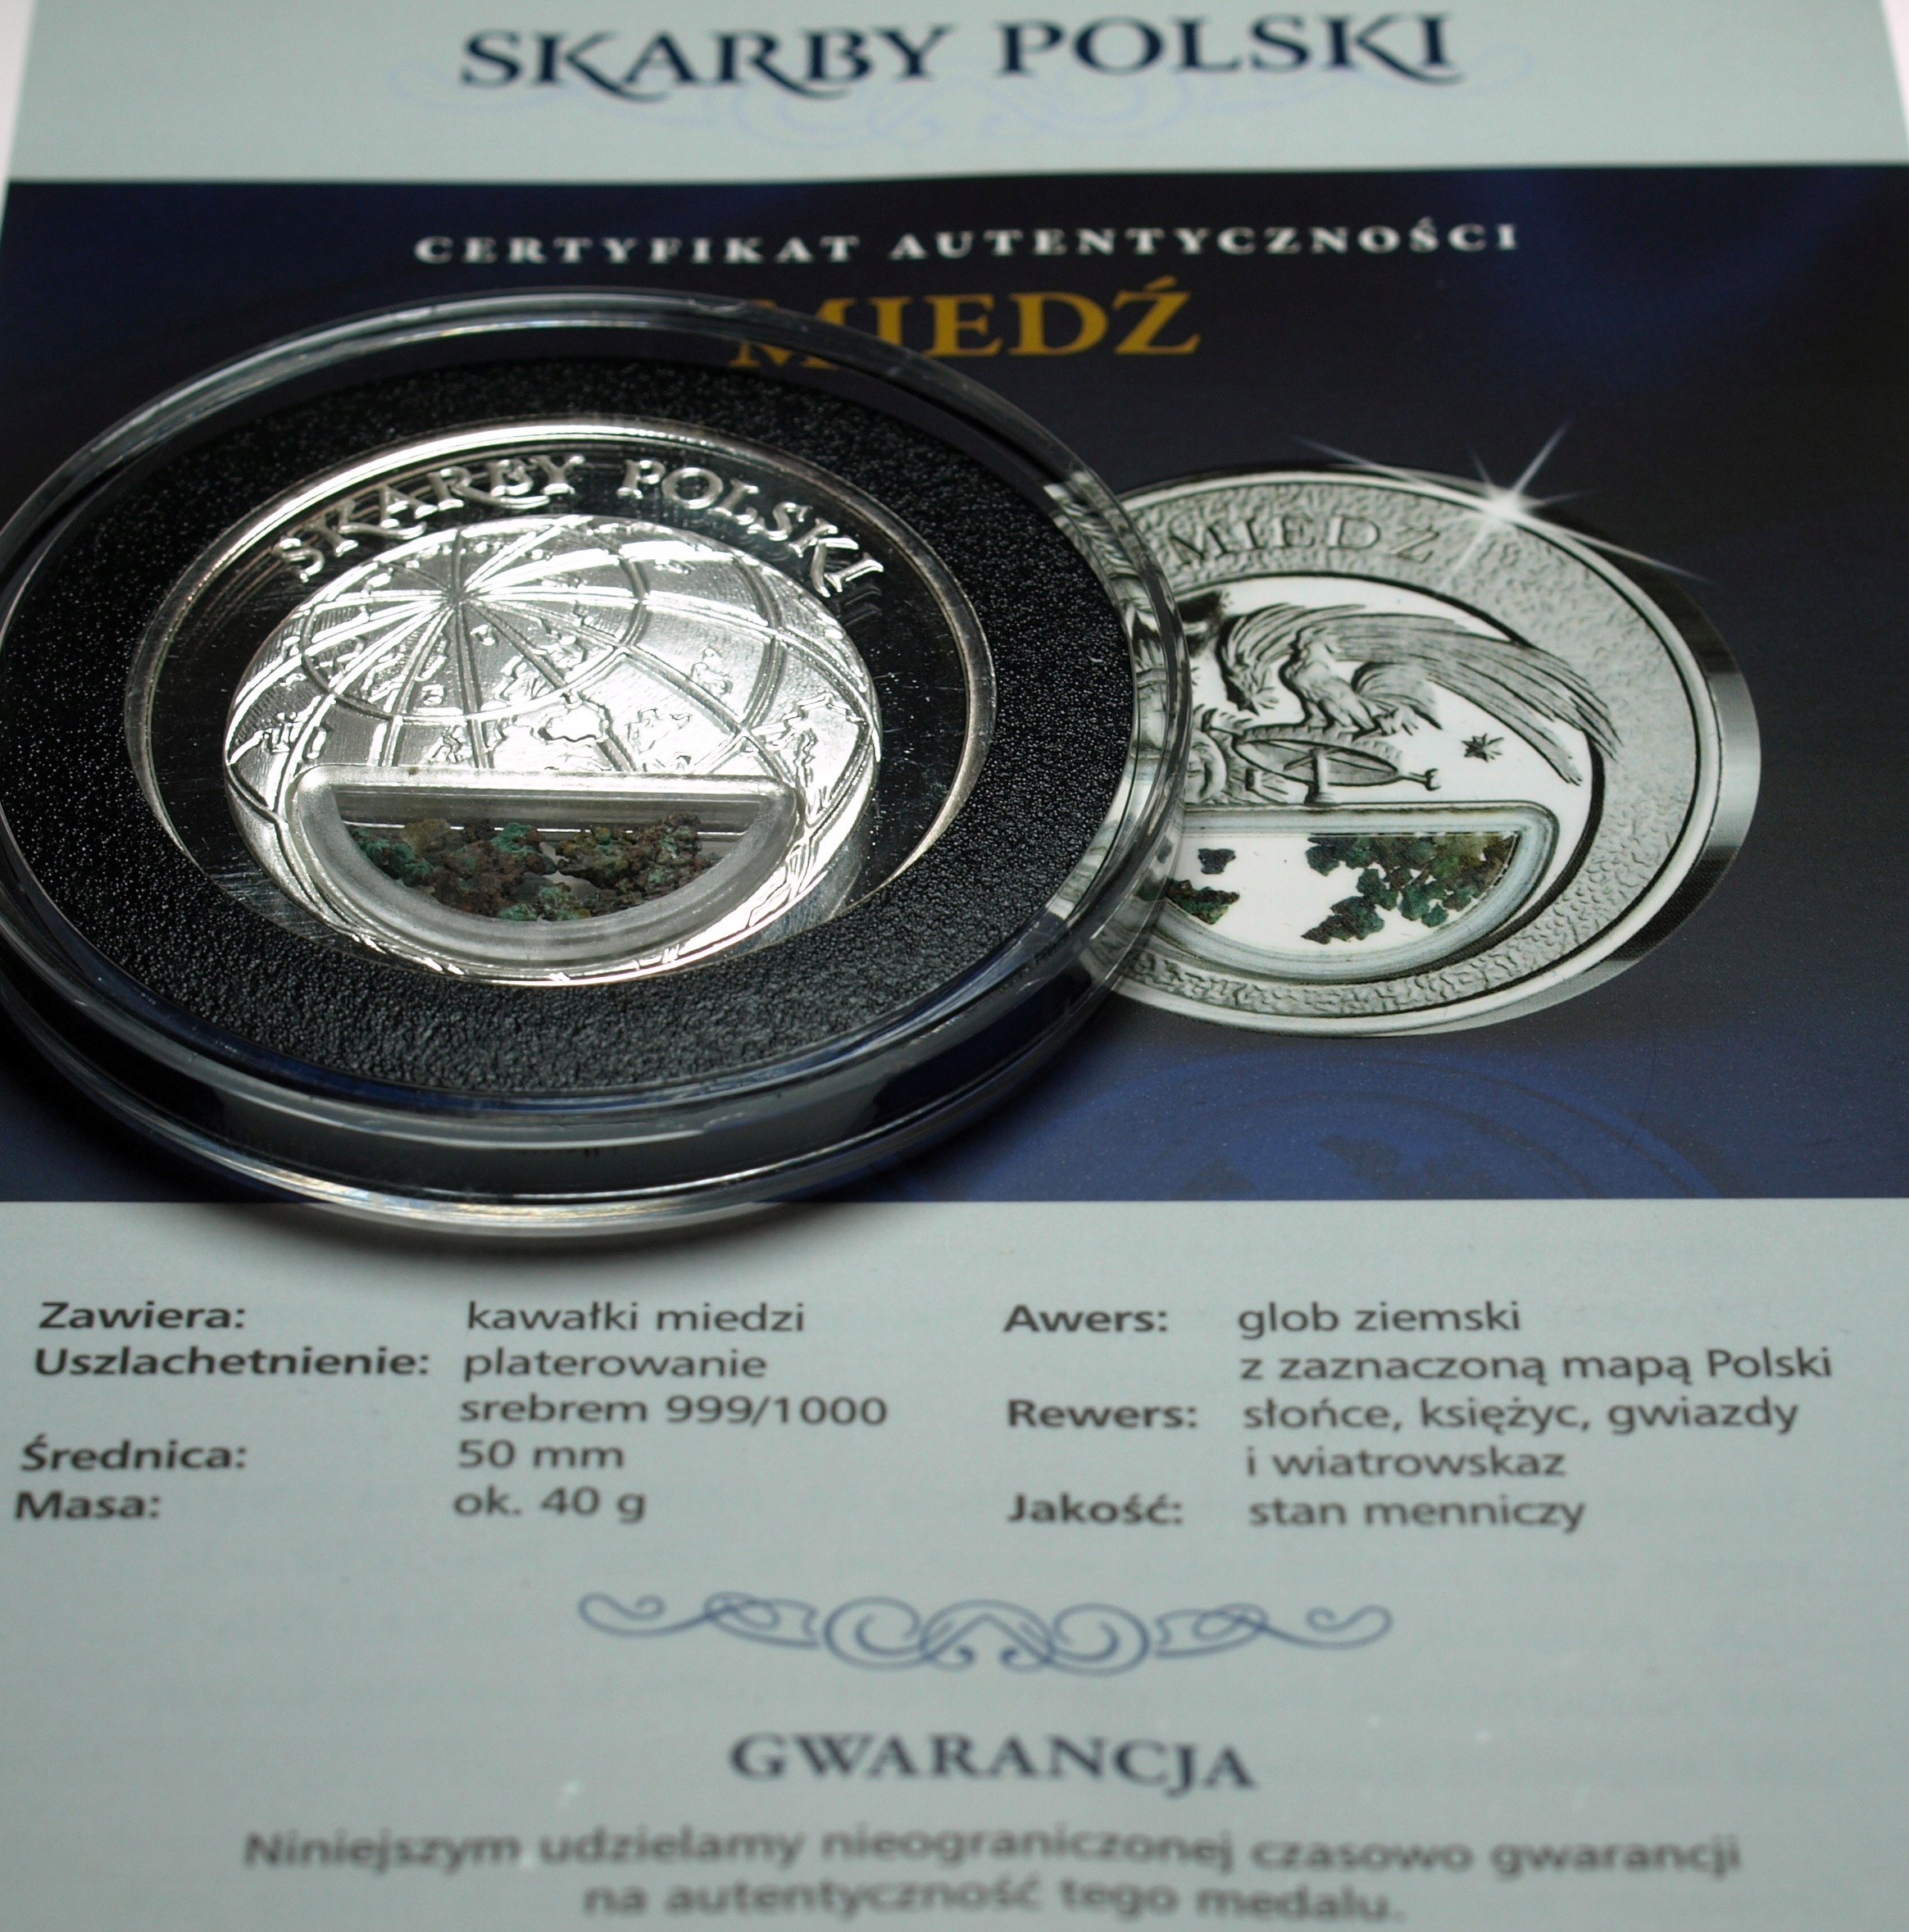 SKARBY POLSKI
CERTYFIKAT AUTENTYCZNOŚCI
MIEDŹ
SKARBY POLSKI
MIEDŹ
Zawiera: kawałki miedzi
Uszlachetnienie: platerowanie
srebrem 999/1000
Średnica: 50 mm
Masa: ok. 40 g
Awers: glob ziemski
z zaznaczoną mapą Polski
Rewers: słońce, księżyc, gwiazdy
i wiatrowskaz
Jakość: stan menniczy
GWARANCJA
Niniejszym udzielamy nieograniczonej czasowo gwarancji
na autentyczność tego medalu.